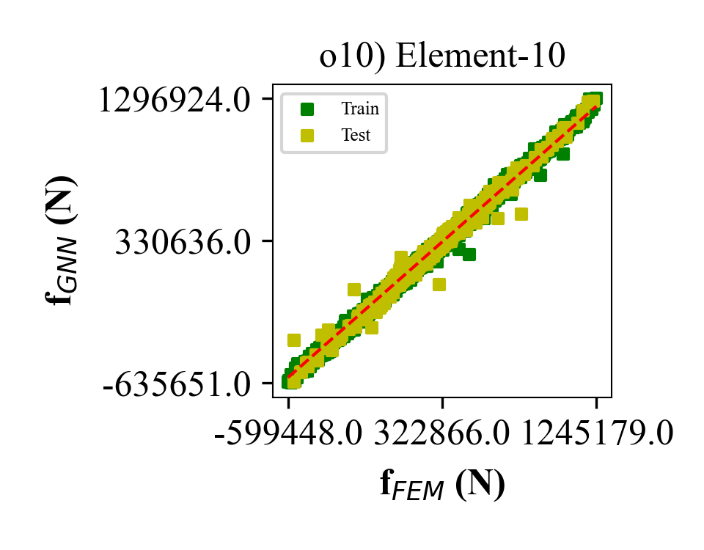 o10) Element-10
1296924.0
330636.0
-635651.0
f_GNN (N)
Train
Test
-599448.0 322866.0 1245179.0
f_FEM (N)